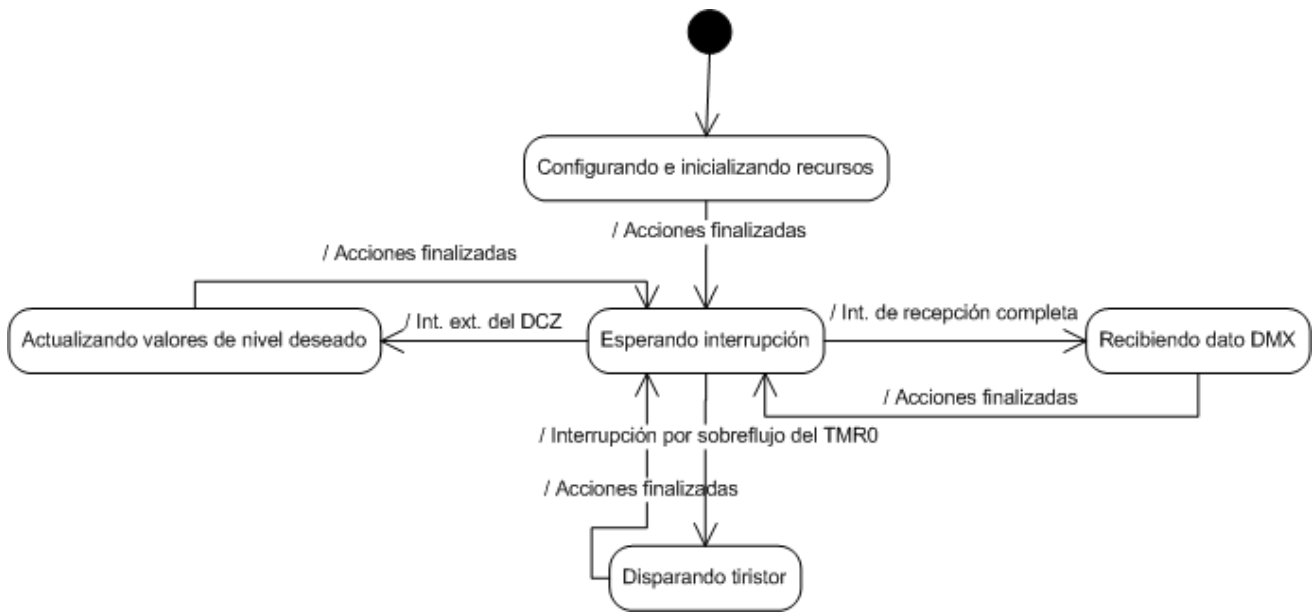 Configurando e inicializando recursos
/ Acciones finalizadas
/ Acciones finalizadas
Actualizando valores de nivel deseado
/ Int. ext. del DCZ
Esperando interrupción
/ Int. de recepción completa
Recibiendo dato DMX
/ Acciones finalizadas
/ Interrupción por sobreflujo del TMR0
/ Acciones finalizadas
Disparando tiristor